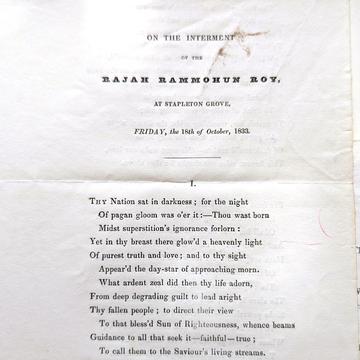 ON THE INTERMENT
OF THE
RAJAH RAMMOHUN ROY,
AT STAPLETON GROVE,
FRIDAY, the 18th of October, 1833.
I.
THY Nation sat in darkness; for the night
Of pagan gloom was o'er it:—Thou wast born
Midst superstition's ignorance forlorn:
Yet in thy breast there glow'd a heavenly light
Of purest truth and love; and to thy sight
Appear'd the day-star of approaching morn.
What ardent zeal did then thy life adorn,
From deep degrading guilt to lead aright
Thy fallen people; to direct their view
To that bless'd Sun of Righteousness, whence beams
Guidance to all that seek it—faithful—true;
To call them to the Saviour's living streams.